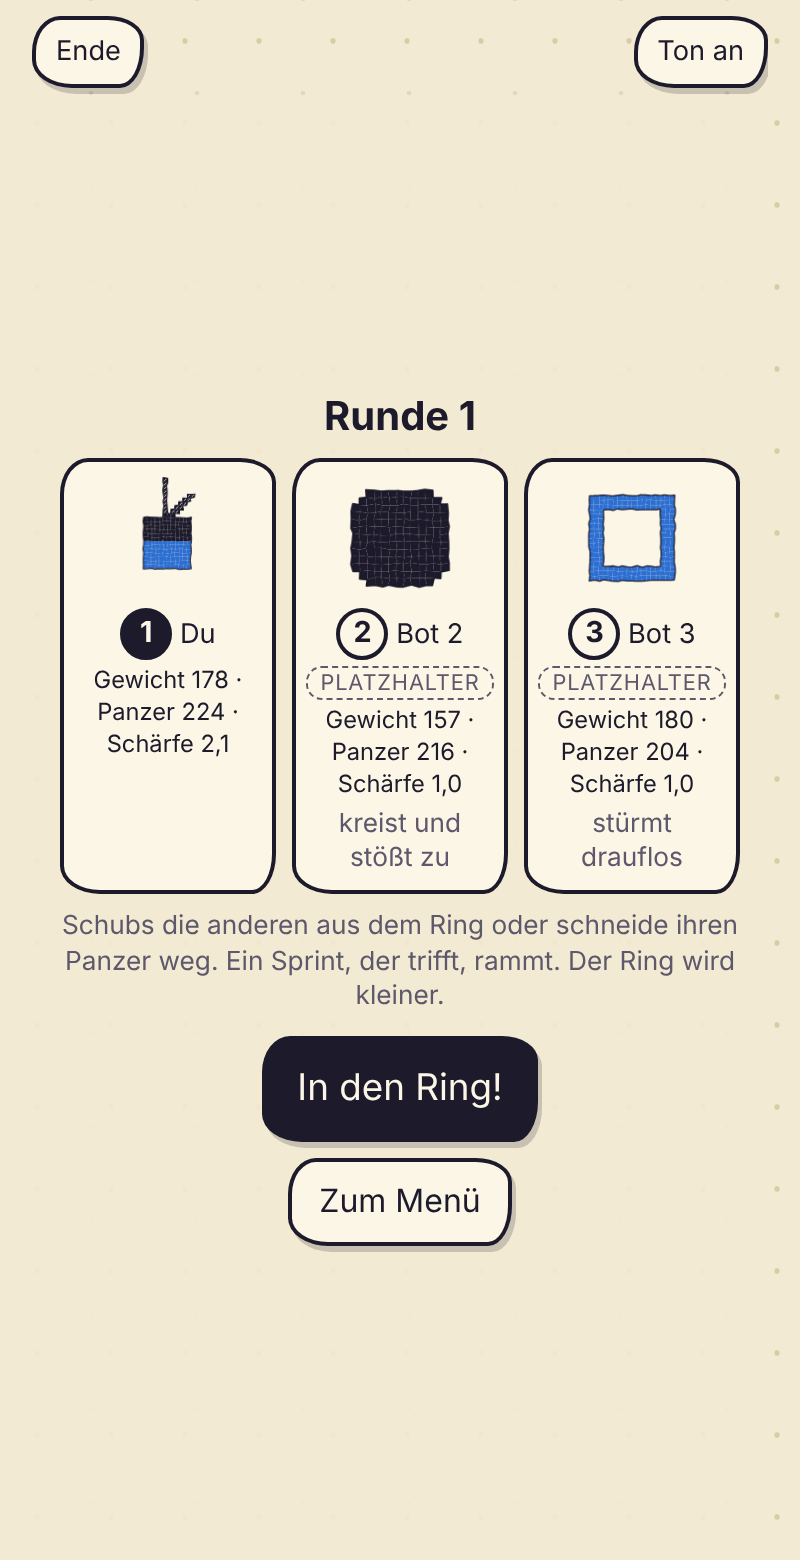 Ende
Ton an
Runde 1
1 Du
Gewicht 178 ·
Panzer 224 ·
Schärfe 2,1
2 Bot 2
PLATZHALTER
Gewicht 157 ·
Panzer 216 ·
Schärfe 1,0
kreist und
stößt zu
3 Bot 3
PLATZHALTER
Gewicht 180 ·
Panzer 204 ·
Schärfe 1,0
stürmt
drauflos
Schubs die anderen aus dem Ring oder schneide ihren
Panzer weg. Ein Sprint, der trifft, rammt. Der Ring wird
kleiner.
In den Ring!
Zum Menü